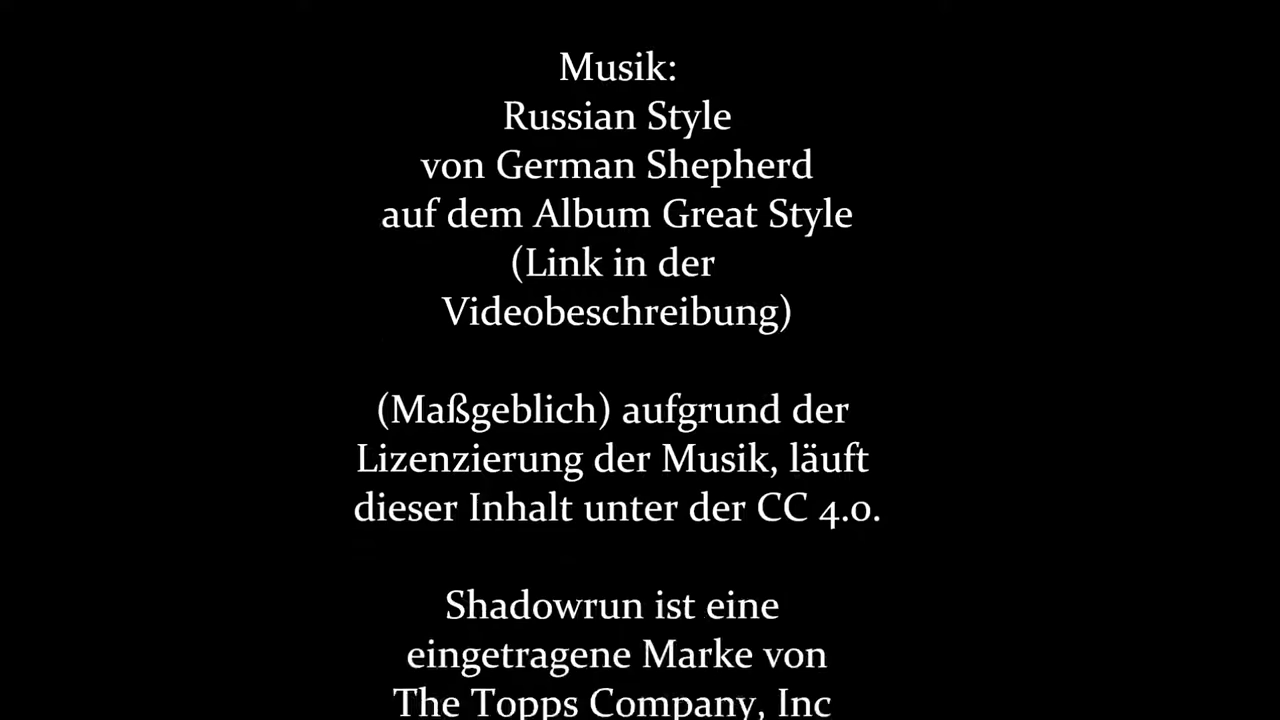 Musik:
Russian Style
von German Shepherd
auf dem Album Great Style
(Link in der
Videobeschreibung)
(Maßgeblich) aufgrund der
Lizenzierung der Musik, läuft
dieser Inhalt unter der CC 4.0.
Shadowrun ist eine
eingetragene Marke von
The Topps Company, Inc